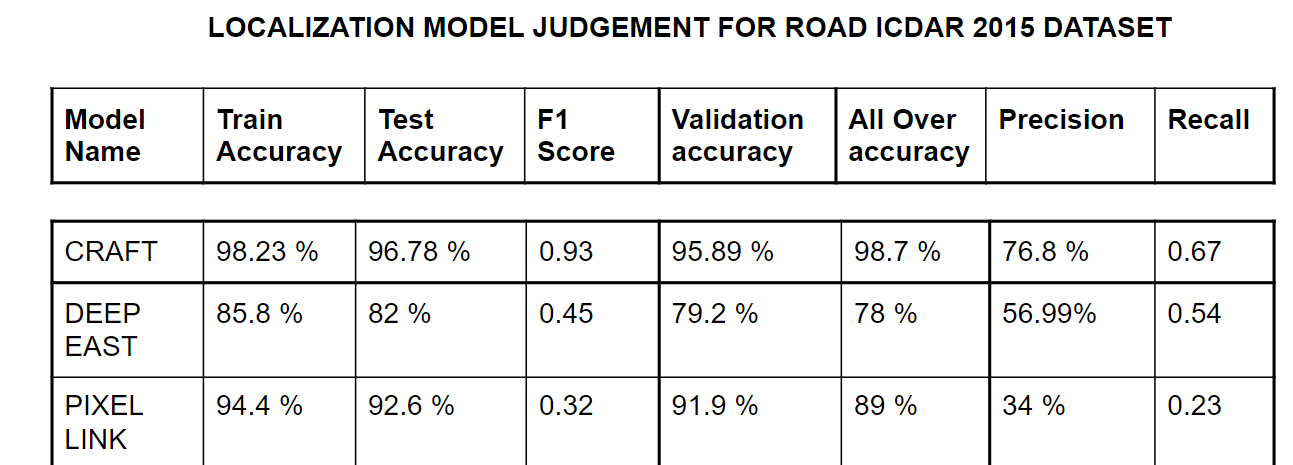 LOCALIZATION MODEL JUDGEMENT FOR ROAD ICDAR 2015 DATASET
Model Name Train Accuracy Test Accuracy F1 Score Validation accuracy All Over accuracy Precision Recall
CRAFT 98.23 % 96.78 % 0.93 95.89 % 98.7 % 76.8 % 0.67
DEEP EAST 85.8 % 82 % 0.45 79.2 % 78 % 56.99% 0.54
PIXEL LINK 94.4 % 92.6 % 0.32 91.9 % 89 % 34 % 0.23